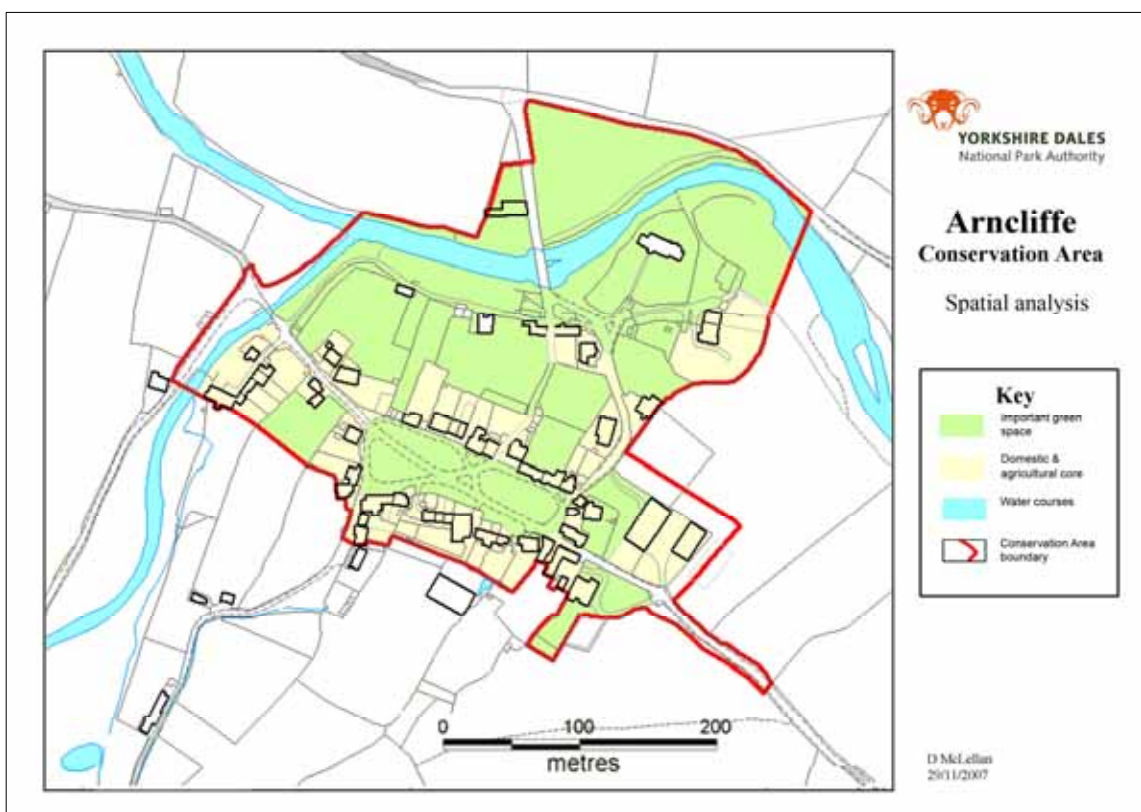 YORKSHIRE DALES
National Park Authority
Arncliffe
Conservation Area
Spatial analysis
Key
Important green
space
Domestic &
agricultural core
Water courses
Conservation Area
boundary
0 100 200
metres
D McLellan
29/11/2007